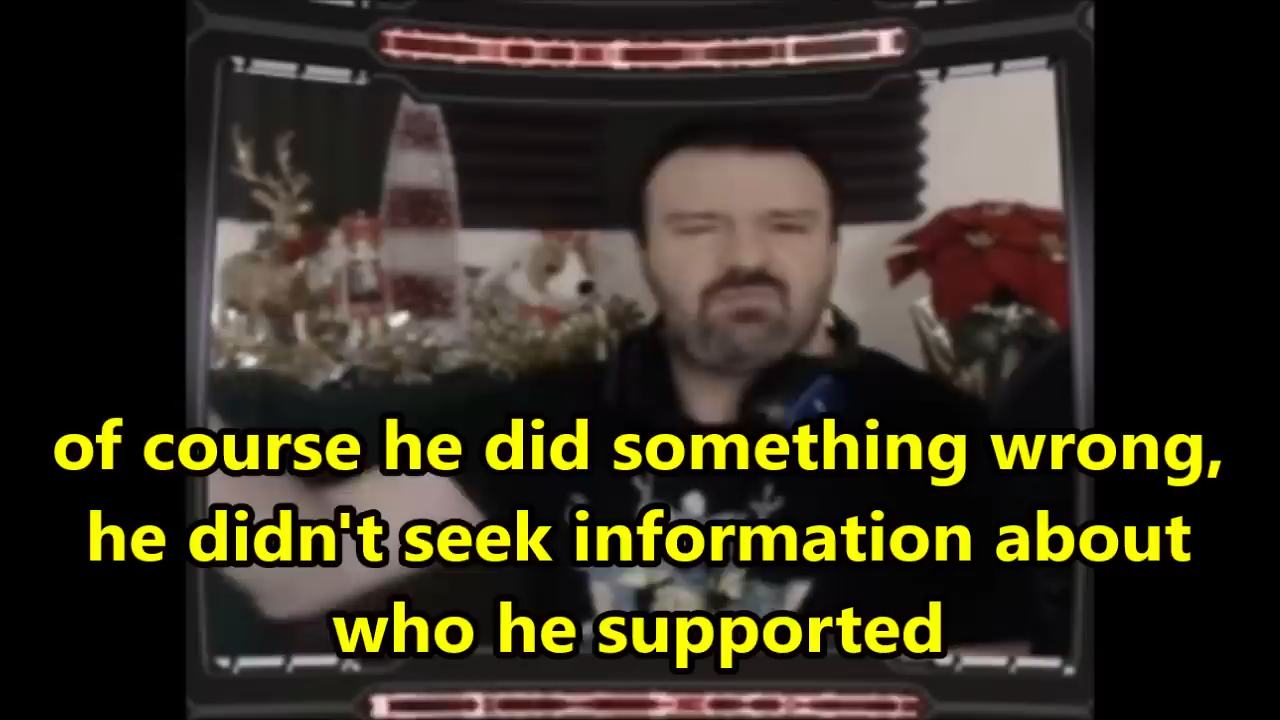 of course he did something wrong,
he didn't seek information about
who he supported